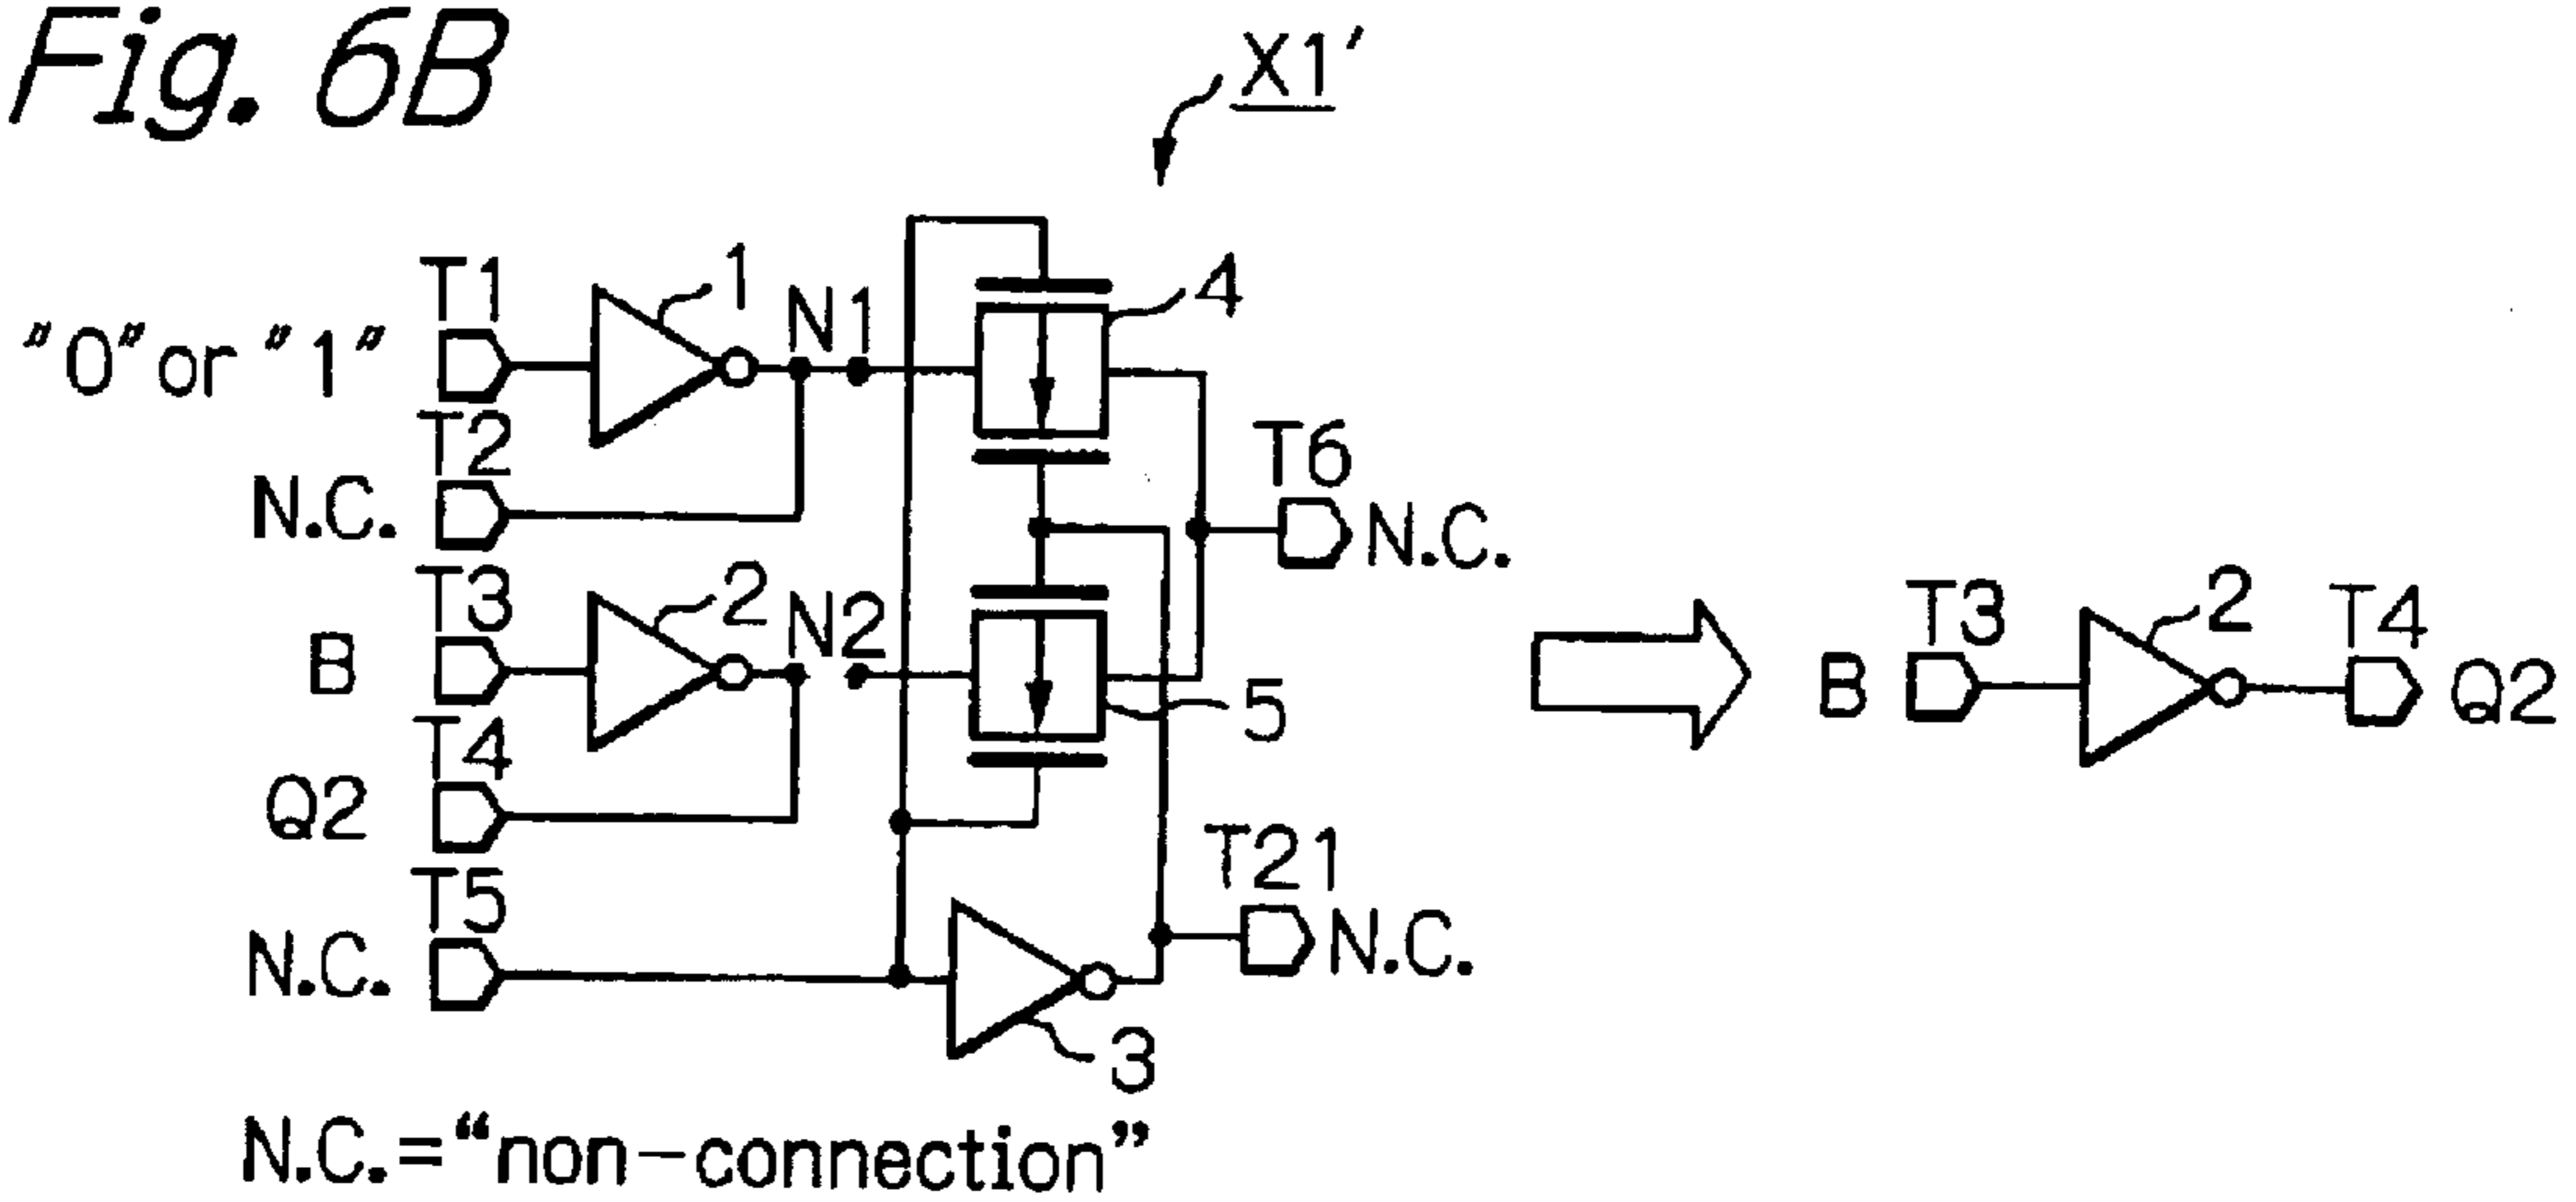 Fig. 6B
X1'
T1
1
N1
4
"0" or "1"
T2
T6
N.C.
N.C.
T3
2
N2
T3
2
T4
B
5
B
Q2
T4
Q2
T21
T5
N.C.
N.C.
3
N.C.="non-connection"